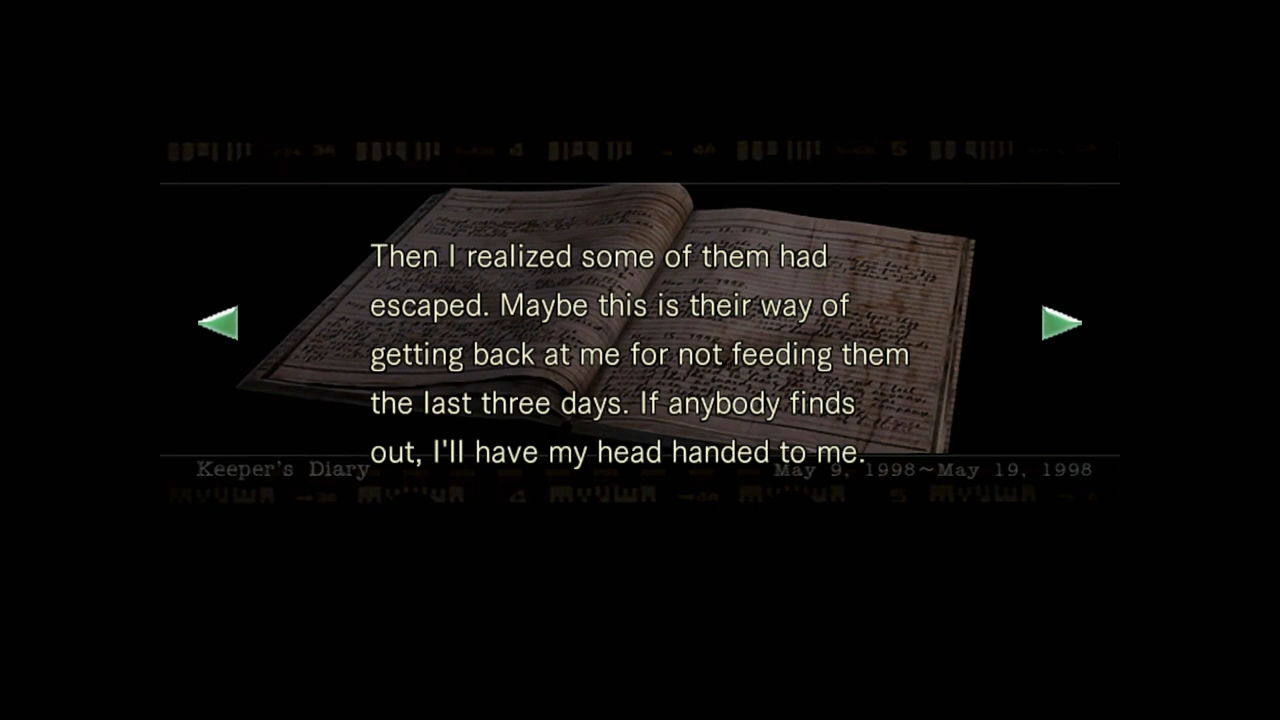 Then I realized some of them had
escaped. Maybe this is their way of
getting back at me for not feeding them
the last three days. If anybody finds
out, I'll have my head handed to me.
Keeper's Diary
May 9, 1998~May 19, 1998